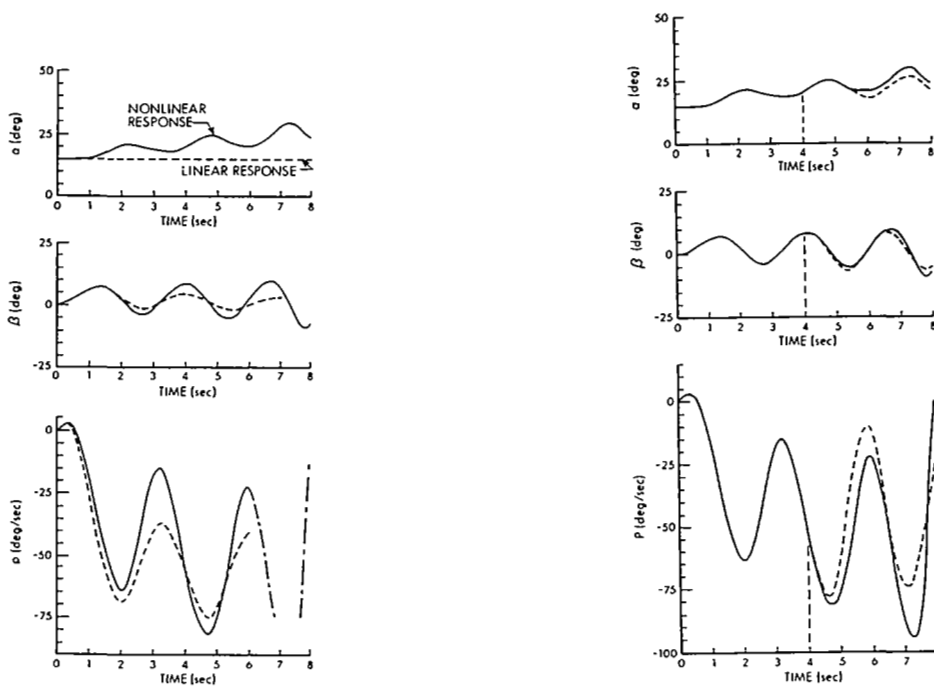 50
25
0
α (deg)
NONLINEAR
RESPONSE
LINEAR RESPONSE
0 1 2 3 4 5 6 7 8
TIME (sec)
25
0
-25
β (deg)
0 1 2 3 4 5 6 7 8
TIME (sec)
0
-25
-50
-75
p (deg/sec)
0 1 2 3 4 5 6 7 8
TIME (sec)
50
25
0
α (deg)
0 1 2 3 4 5 6 7 8
TIME (sec)
25
0
-25
β (deg)
0 1 2 3 4 5 6 7 8
TIME (sec)
0
-25
-50
-75
-100
P (deg/sec)
0 1 2 3 4 5 6 7 8
TIME (sec)